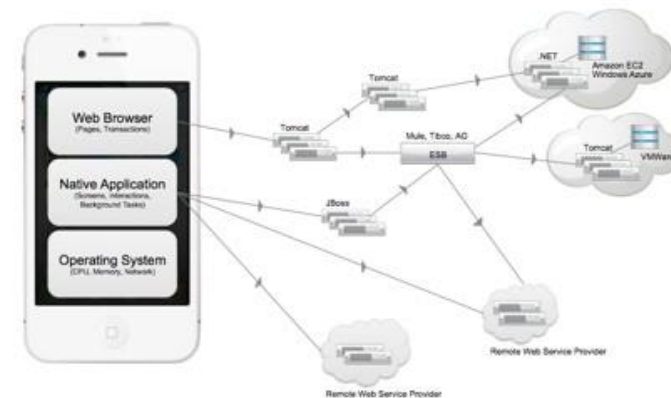 Web Browser
(Pages, Transactions)
Native Application
(Screens, Interactions,
Background Tasks)
Operating System
(CPU, Memory, Network)
Tomcat
Tomcat
.NET
Amazon EC2
Windows Azure
Mule, Tibco, AG
ESB
Tomcat
VMWare
JBoss
Remote Web Service Provider
Remote Web Service Provider